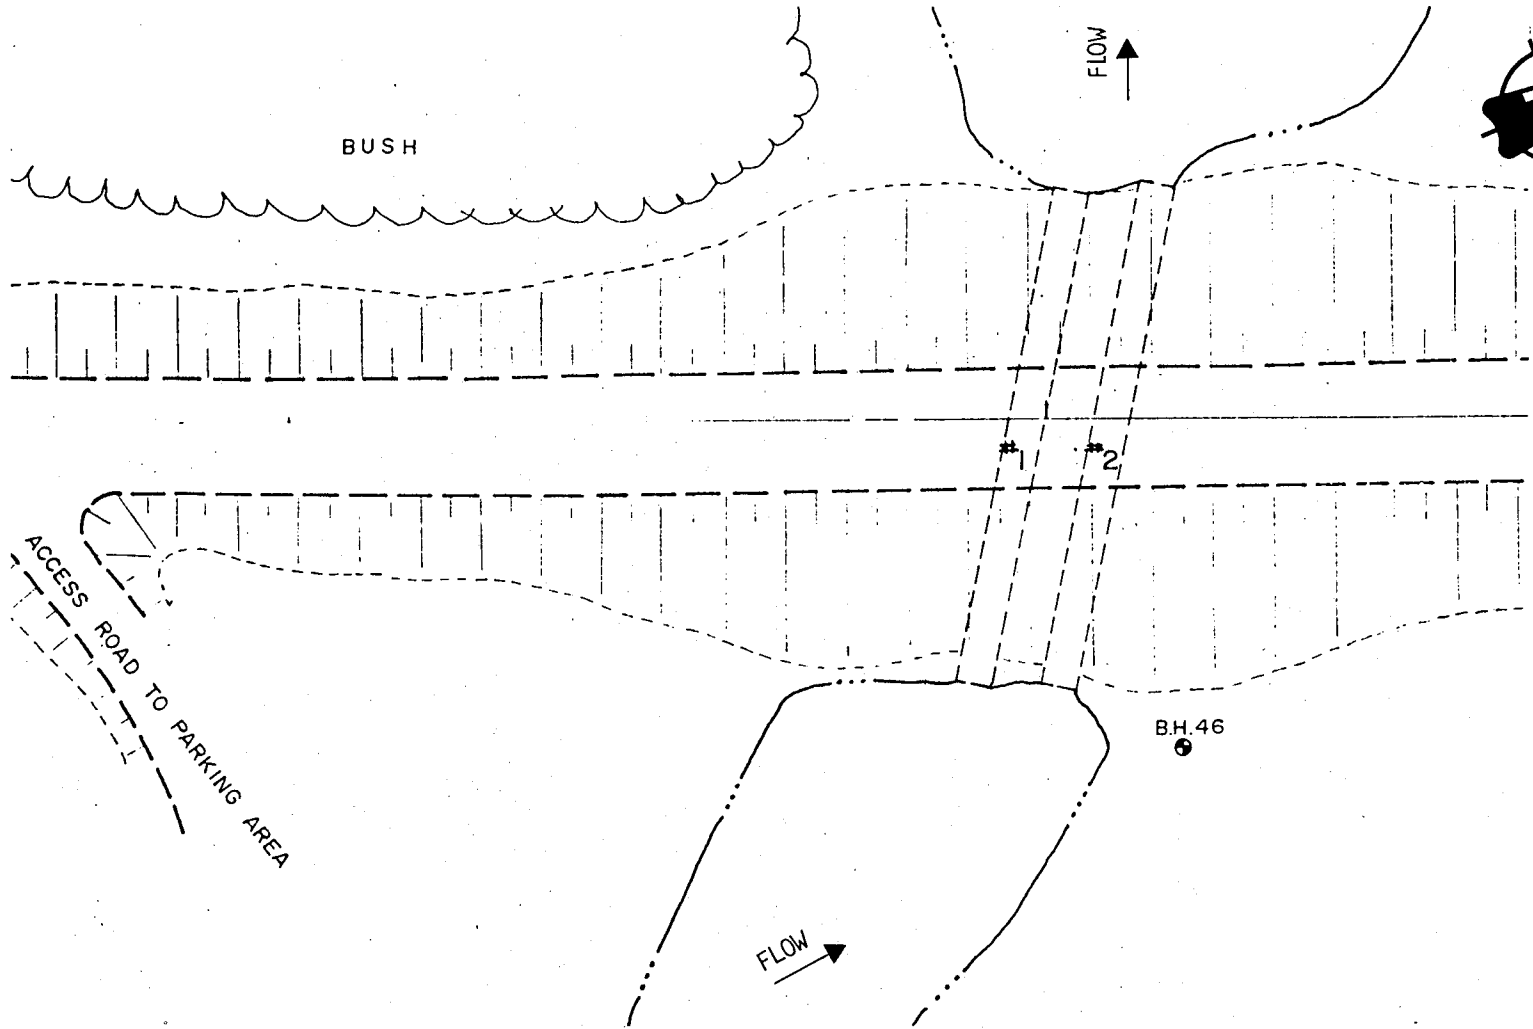 FLOW
BUSH
#1
#2
ACCESS ROAD TO PARKING AREA
B.H.46
FLOW